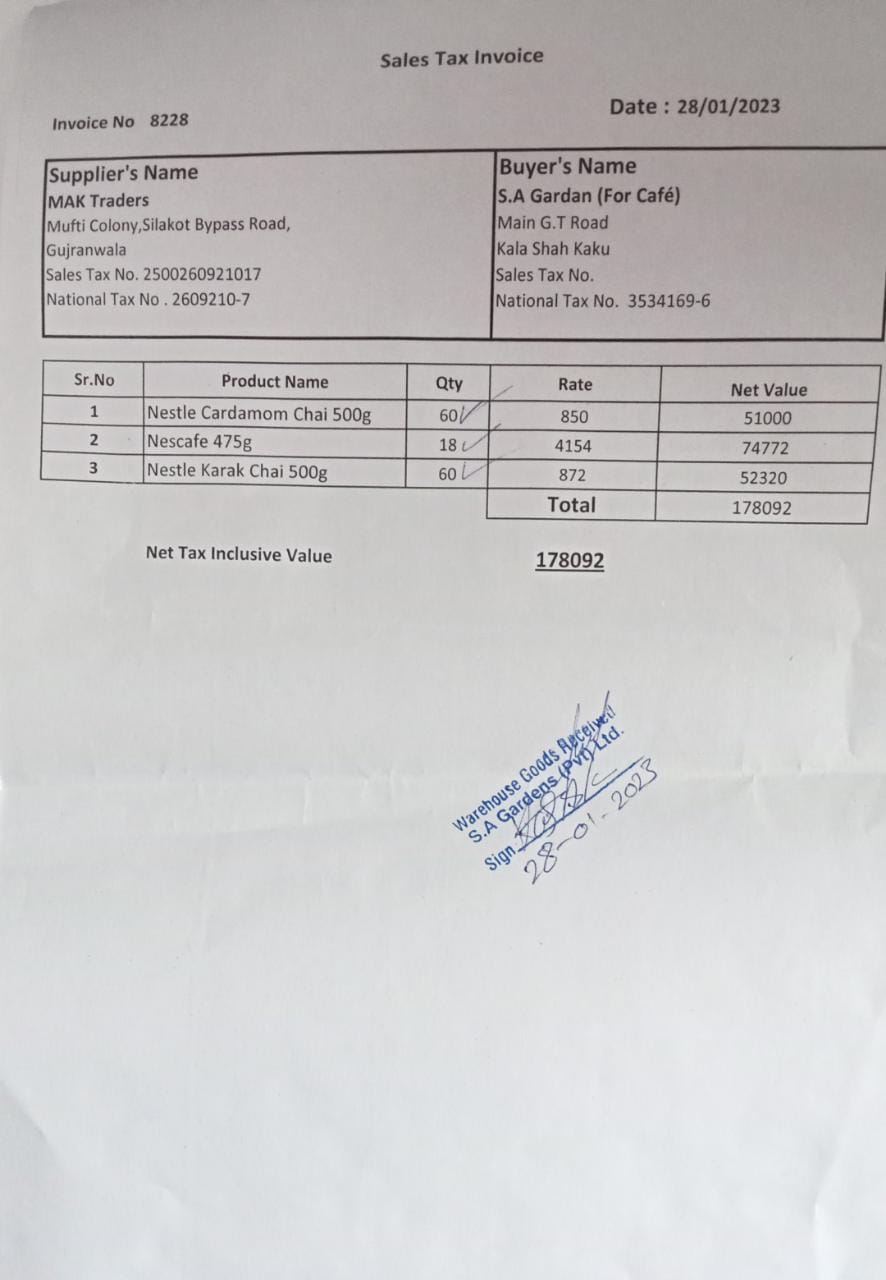 Sales Tax Invoice
Invoice No 8228
Date : 28/01/2023
Supplier's Name
MAK Traders
Mufti Colony,Silakot Bypass Road,
Gujranwala
Sales Tax No. 2500260921017
National Tax No . 2609210-7
Buyer's Name
S.A Gardan (For Café)
Main G.T Road
Kala Shah Kaku
Sales Tax No.
National Tax No. 3534169-6
Sr.No Product Name Qty Rate Net Value
1 Nestle Cardamom Chai 500g 60 850 51000
2 Nescafe 475g 18 4154 74772
3 Nestle Karak Chai 500g 60 872 52320
Total 178092
Net Tax Inclusive Value 178092
Warehouse Goods Received
S.A Gardens (Pvt) Ltd.
Sign.
28-01-2023